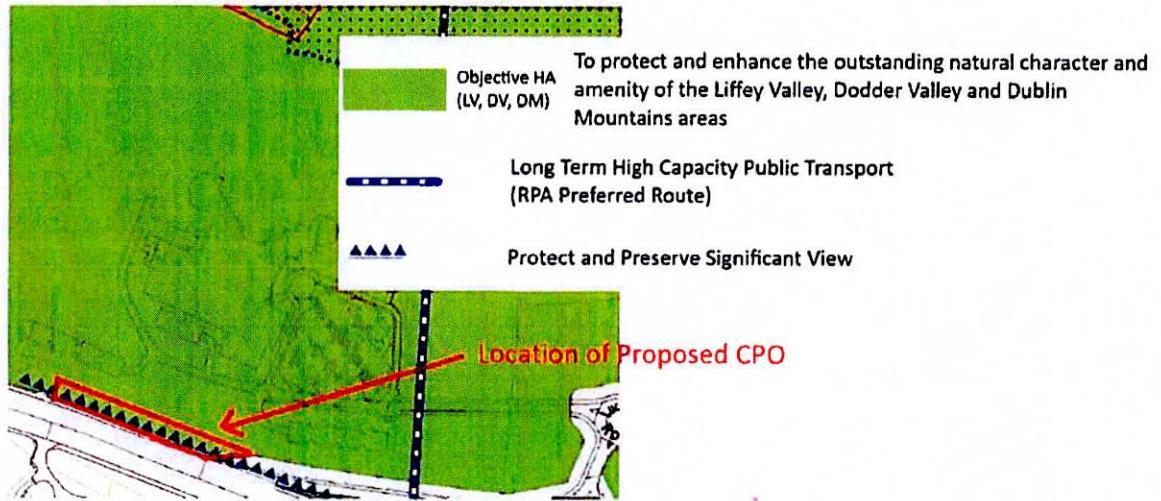 Objective HA
(LV, DV, DM)
To protect and enhance the outstanding natural character and
amenity of the Liffey Valley, Dodder Valley and Dublin
Mountains areas
Long Term High Capacity Public Transport
(RPA Preferred Route)
Protect and Preserve Significant View
Location of Proposed CPO